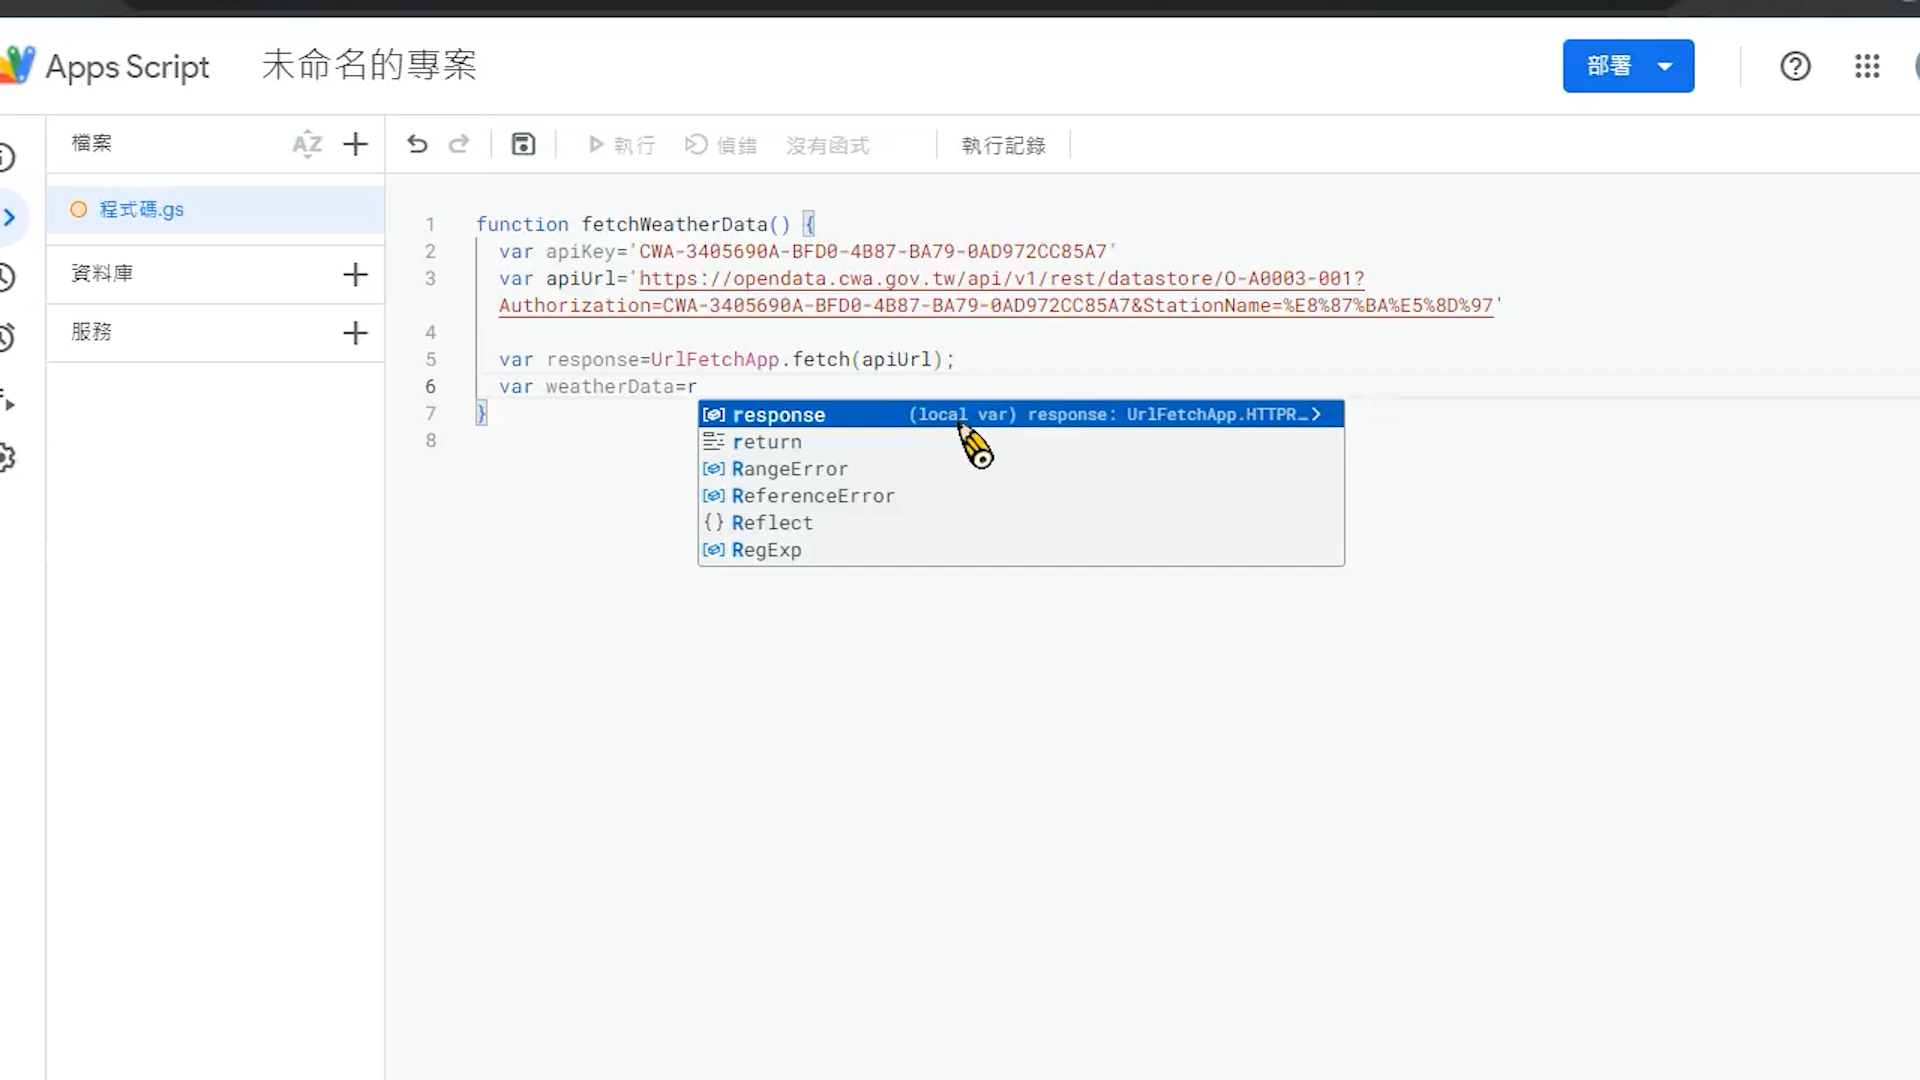 Apps Script 未命名的專案 部署
檔案 AZ
執行 偵錯 沒有函式 執行記錄
程式碼.gs
資料庫
服務
1 function fetchWeatherData() {
2 var apiKey='CWA-3405690A-BFD0-4B87-BA79-0AD972CC85A7'
3 var apiUrl='https://opendata.cwa.gov.tw/api/v1/rest/datastore/O-A0003-001?
Authorization=CWA-3405690A-BFD0-4B87-BA79-0AD972CC85A7&StationName=%E8%87%BA%E5%8D%97'
4
5 var response=UrlFetchApp.fetch(apiUrl);
6 var weatherData=r
7 }
8
response (local var) response: UrlFetchApp.HTTPR…
return
RangeError
ReferenceError
{} Reflect
RegExp